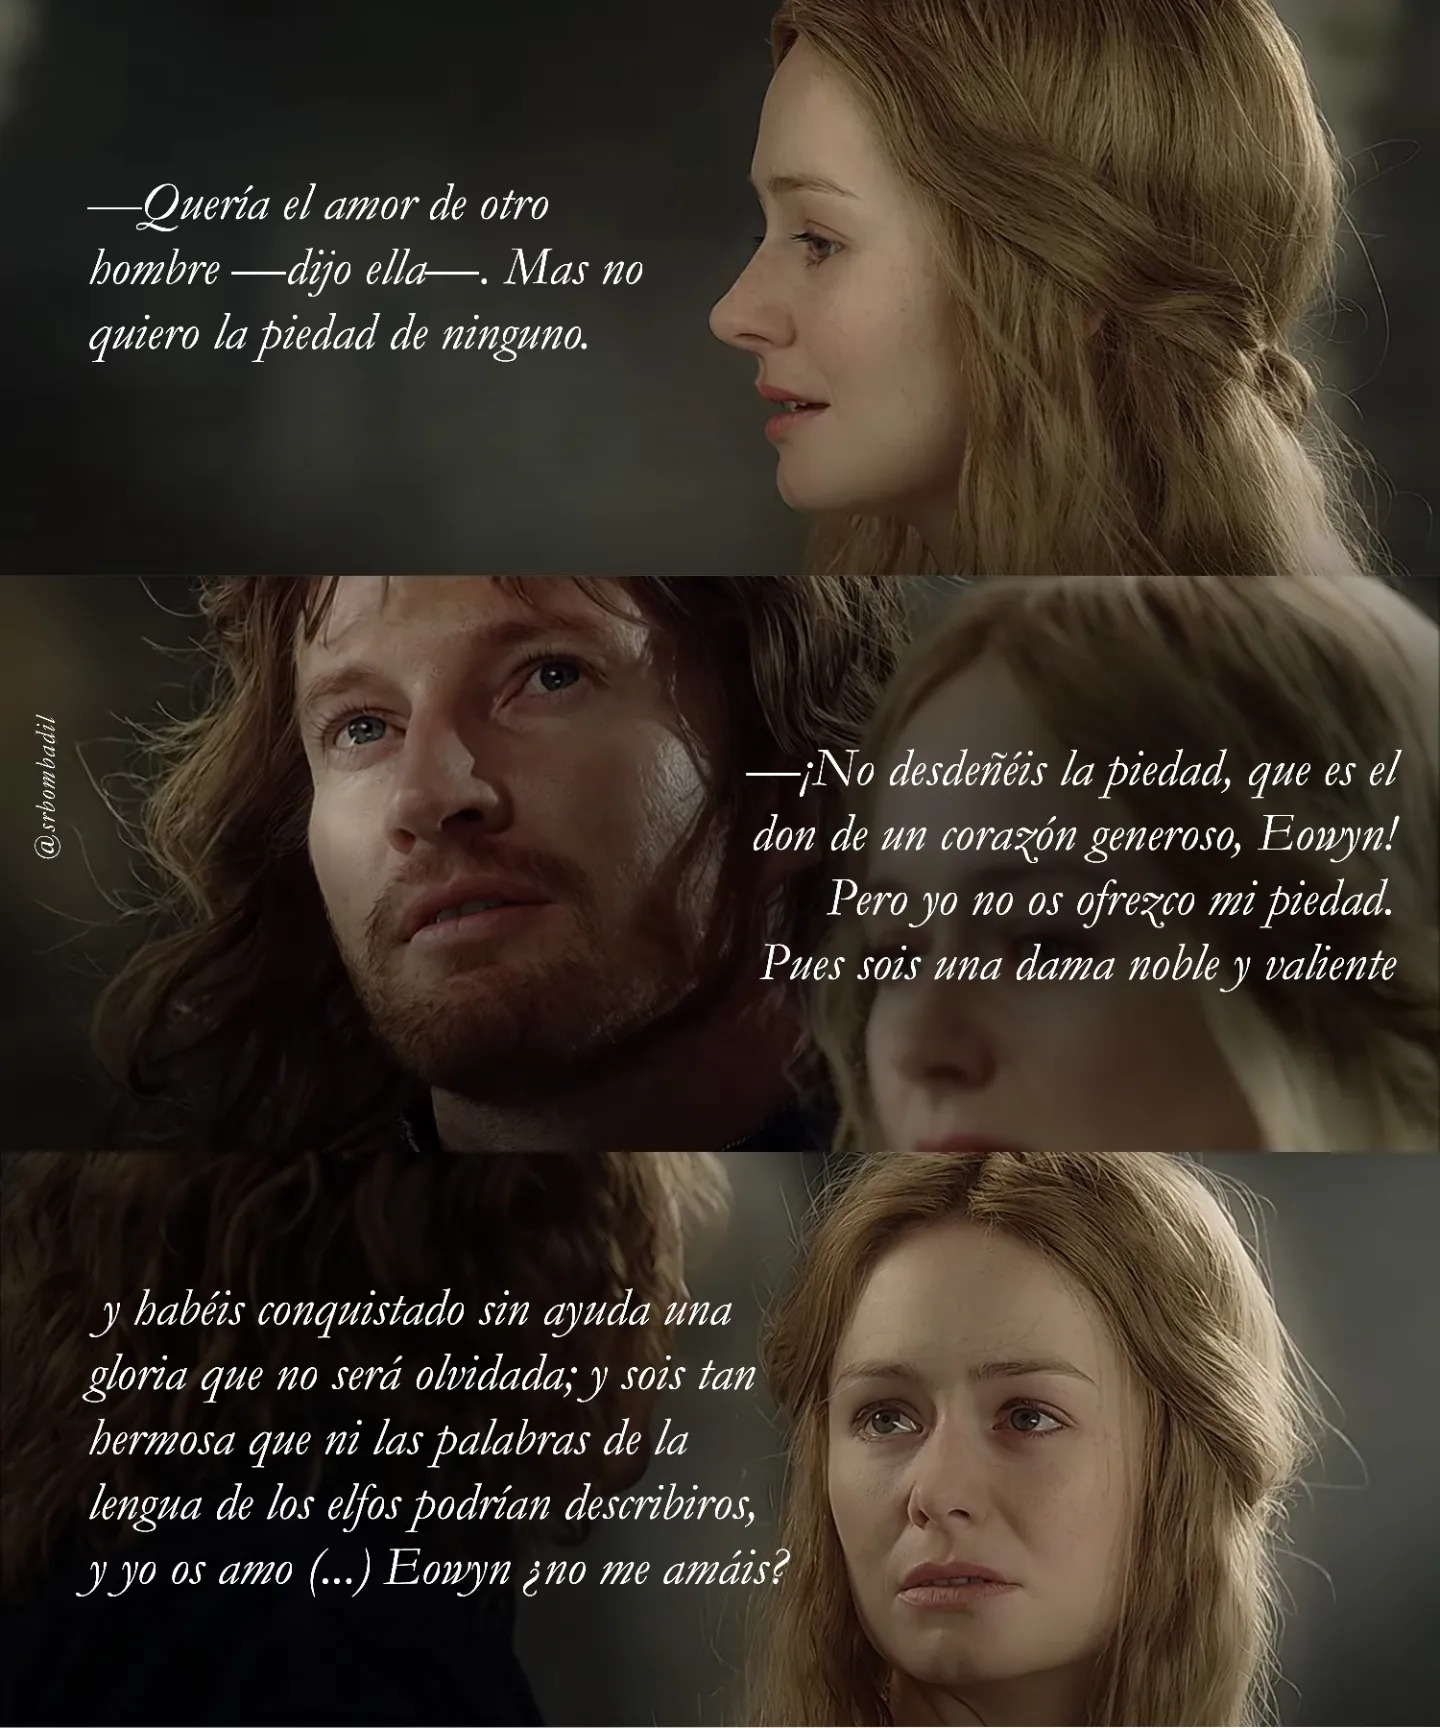 —Quería el amor de otro
hombre —dijo ella—. Mas no
quiero la piedad de ninguno.
@srbombadil
—¡No desdeñéis la piedad, que es el
don de un corazón generoso, Eowyn!
Pero yo no os ofrezco mi piedad.
Pues sois una dama noble y valiente
y habéis conquistado sin ayuda una
gloria que no será olvidada; y sois tan
hermosa que ni las palabras de la
lengua de los elfos podrían describiros,
y yo os amo (...) Eowyn ¿no me amáis?